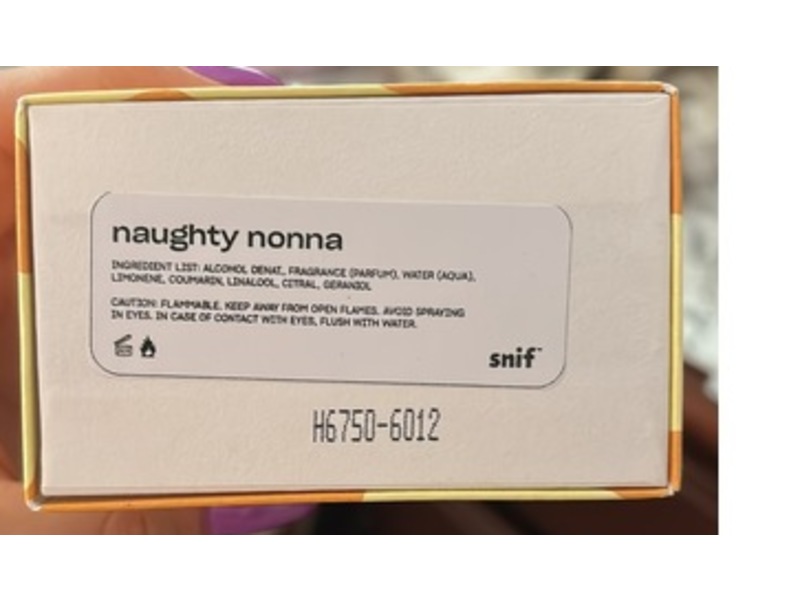 naughty nonna
INGREDIENT LIST: ALCOHOL DENAT., FRAGRANCE (PARFUM), WATER (AQUA),
LIMONENE, COUMARIN, LINALOOL, CITRAL, GERANIOL
CAUTION: FLAMMABLE. KEEP AWAY FROM OPEN FLAMES. AVOID SPRAYING
IN EYES. IN CASE OF CONTACT WITH EYES, FLUSH WITH WATER.
snif™
H6750-6012